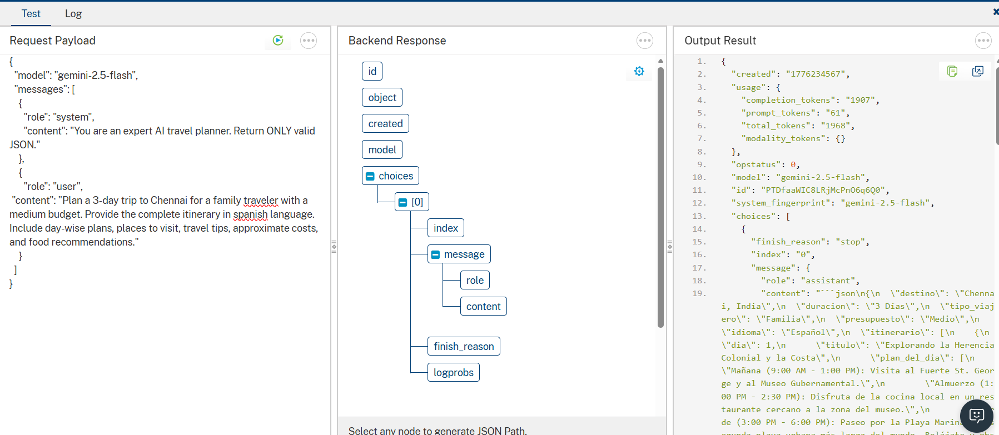 Test
Log
Request Payload
{
"model": "gemini-2.5-flash",
"messages": [
{
"role": "system",
"content": "You are an expert AI travel planner. Return ONLY valid
JSON."
},
{
"role": "user",
"content": "Plan a 3-day trip to Chennai for a family traveler with a
medium budget. Provide the complete itinerary in spanish language.
Include day-wise plans, places to visit, travel tips, approximate costs,
and food recommendations."
}
]
}
Backend Response
id
object
created
model
choices
[0]
index
message
role
content
finish_reason
logprobs
Select any node to generate JSON Path.
Output Result
1. {
2. "created": "1776234567",
3. "usage": {
4. "completion_tokens": "1907",
5. "prompt_tokens": "61",
6. "total_tokens": "1968",
7. "modality_tokens": {}
8. },
9. "opstatus": 0,
10. "model": "gemini-2.5-flash",
11. "id": "PTDfaaWIC8LRjMcPnO6q6Q0",
12. "system_fingerprint": "gemini-2.5-flash",
13. "choices": [
14. {
15. "finish_reason": "stop",
16. "index": "0",
17. "message": {
18. "role": "assistant",
19. "content": "```json\n{\n \"destino\": \"Chenna
i, India\",\n \"duracion\": \"3 Días\",\n \"tipo_viaj
ero\": \"Familia\",\n \"presupuesto\": \"Medio\",\n
\"idioma\": \"Español\",\n \"itinerario\": [\n {\n
\"dia\": 1,\n \"titulo\": \"Explorando la Herencia
Colonial y la Costa\",\n \"plan_del_dia\": [\n
\"Mañana (9:00 AM - 1:00 PM): Visita al Fuerte St. Geor
ge y al Museo Gubernamental.\",\n \"Almuerzo (1:
00 PM - 2:30 PM): Disfruta de la cocina local en un res
taurante cercano a la zona del museo.\",\n
de (3:00 PM - 6:00 PM): Paseo por la Playa Marin